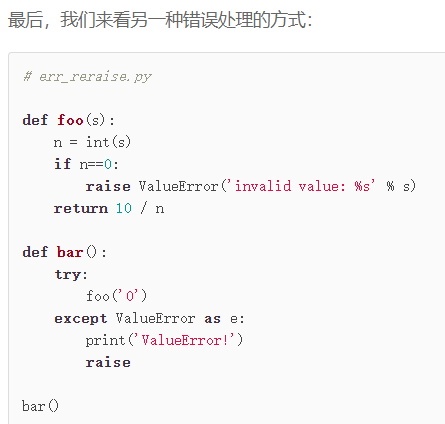 最后，我们来看另一种错误处理的方式：
# err_reraise.py
def foo(s):
    n = int(s)
    if n==0:
        raise ValueError('invalid value: %s' % s)
    return 10 / n
def bar():
    try:
        foo('0')
    except ValueError as e:
        print('ValueError!')
        raise
bar()